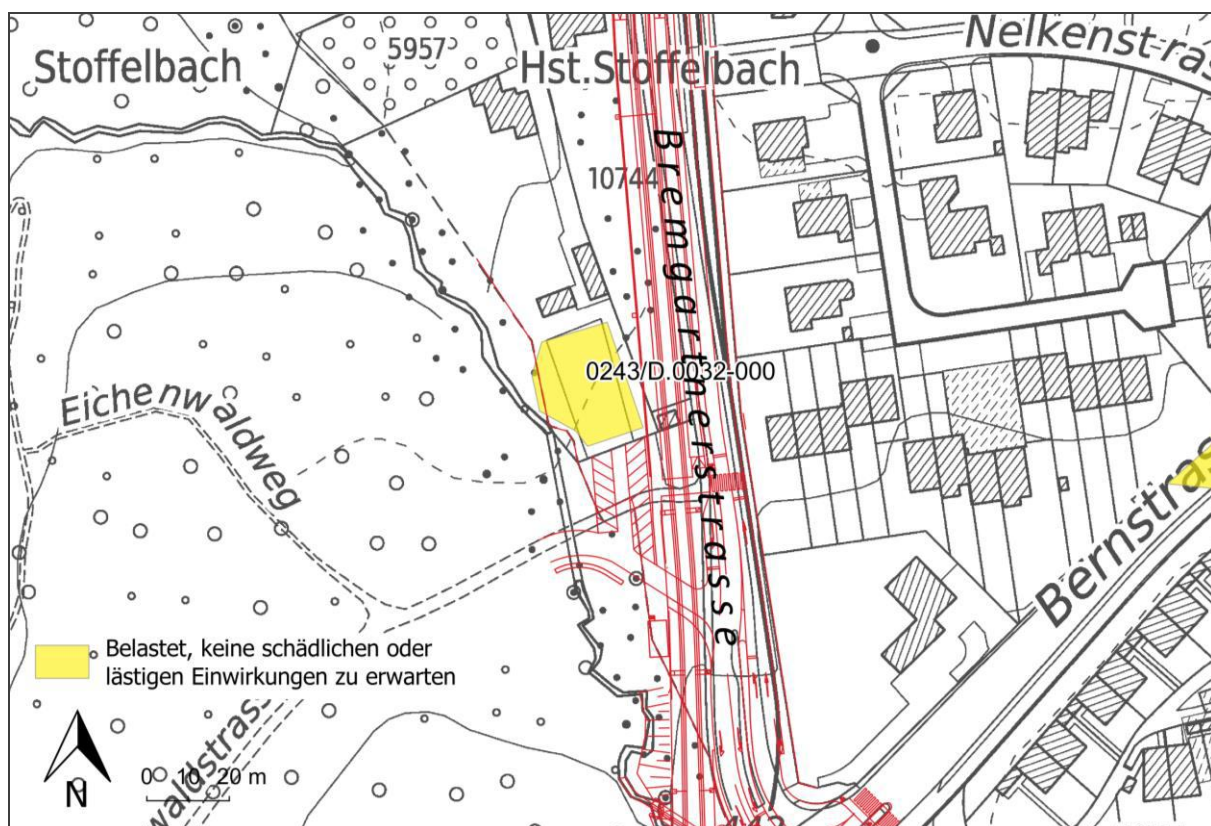 Nelkenstras
5957
Stoffelbach
Hst.Stoffelbach
10744
Bremgartnerstrasse
0243/D.0032-000
Eichenwaldweg
Bernstras
Belastet, keine schädlichen oder
lästigen Einwirkungen zu erwarten
waldstrass
N
0 10 20 m